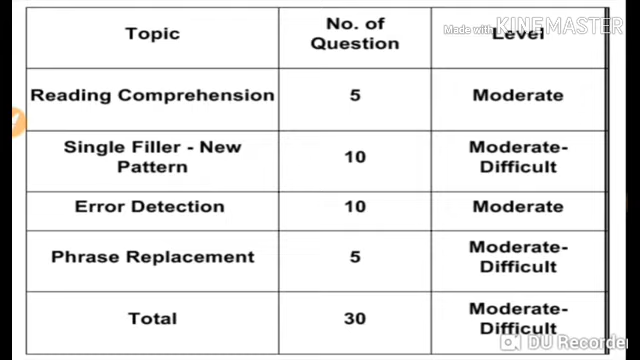 Topic
No. of
Question
Level
Made with KINEMASTER
Reading Comprehension
5
Moderate
Single Filler - New
Pattern
10
Moderate-
Difficult
Error Detection
10
Moderate
Phrase Replacement
5
Moderate-
Difficult
Total
30
Moderate-
Difficult
DU Recorder